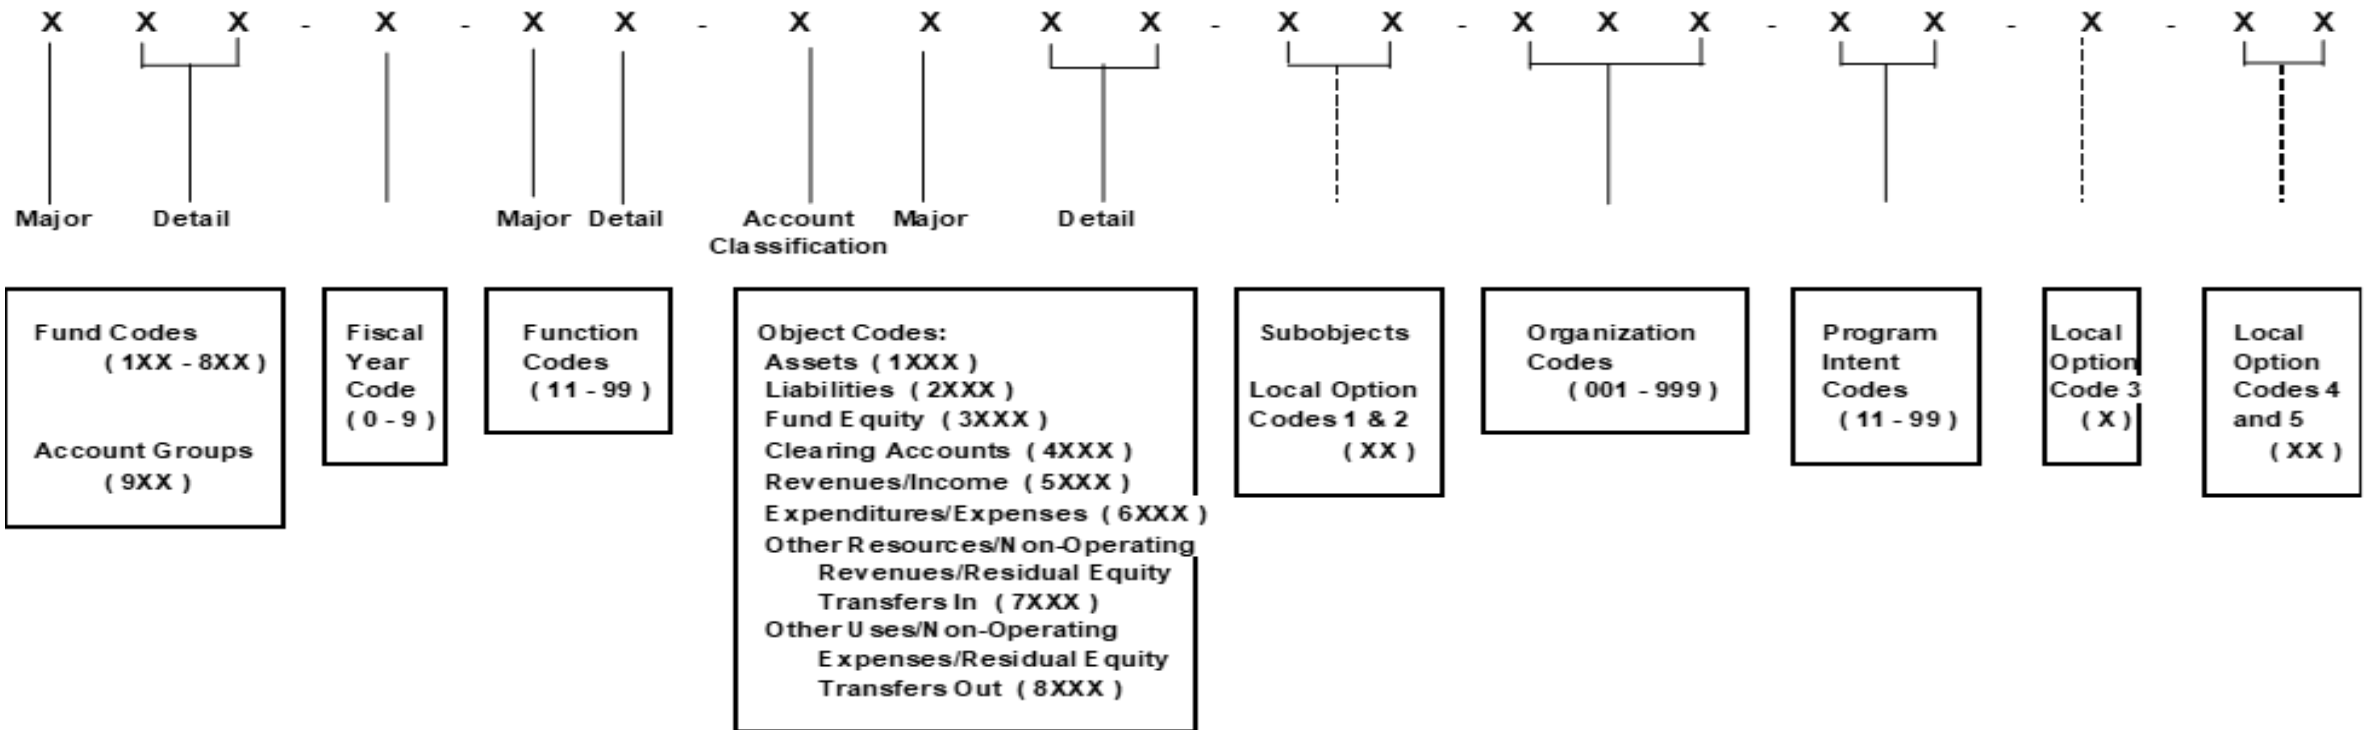 - X X X - X - X X - X X X X - X X - X X X - X X - X - X X
Major Detail Major Detail Account Major Detail
Classification
Fund Codes
( 1XX - 8XX )
Account Groups
( 9XX )
Fiscal
Year
Code
( 0 - 9 )
Function
Codes
( 11 - 99 )
Object Codes:
Assets ( 1XXX )
Liabilities ( 2XXX )
Fund Equity ( 3XXX )
Clearing Accounts ( 4XXX )
Revenues/Income ( 5XXX )
Expenditures/Expenses ( 6XXX )
Other Resources/Non-Operating
Revenues/Residual Equity
Transfers In ( 7XXX )
Other Uses/Non-Operating
Expenses/Residual Equity
Transfers Out ( 8XXX )
Subobjects
Local Option
Codes 1 & 2
( XX )
Organization
Codes
( 001 - 999 )
Program
Intent
Codes
( 11 - 99 )
Local
Option
Code 3
( X )
Local
Option
Codes 4
and 5
( XX )